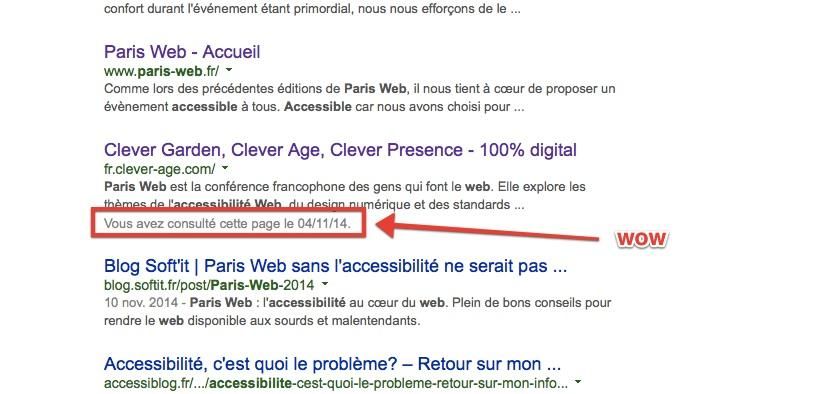 confort durant l'événement étant primordial, nous nous efforçons de le ...
Paris Web - Accueil
www.paris-web.fr/
Comme lors des précédentes éditions de Paris Web, il nous tient à cœur de proposer un
évènement accessible à tous. Accessible car nous avons choisi pour ...
Clever Garden, Clever Age, Clever Presence - 100% digital
fr.clever-age.com/
Paris Web est la conférence francophone des gens qui font le web. Elle explore les
thèmes de l'accessibilité Web, du design numérique et des standards ...
Vous avez consulté cette page le 04/11/14.
WOW
Blog Soft'it | Paris Web sans l'accessibilité ne serait pas ...
blog.softit.fr/post/Paris-Web-2014
10 nov. 2014 - Paris Web : l'accessibilité au cœur du web. Plein de bons conseils pour
rendre le web disponible aux sourds et malentendants.
Accessibilité, c'est quoi le problème? – Retour sur mon ...
accessiblog.fr/.../accessibilite-cest-quoi-le-probleme-retour-sur-mon-info...